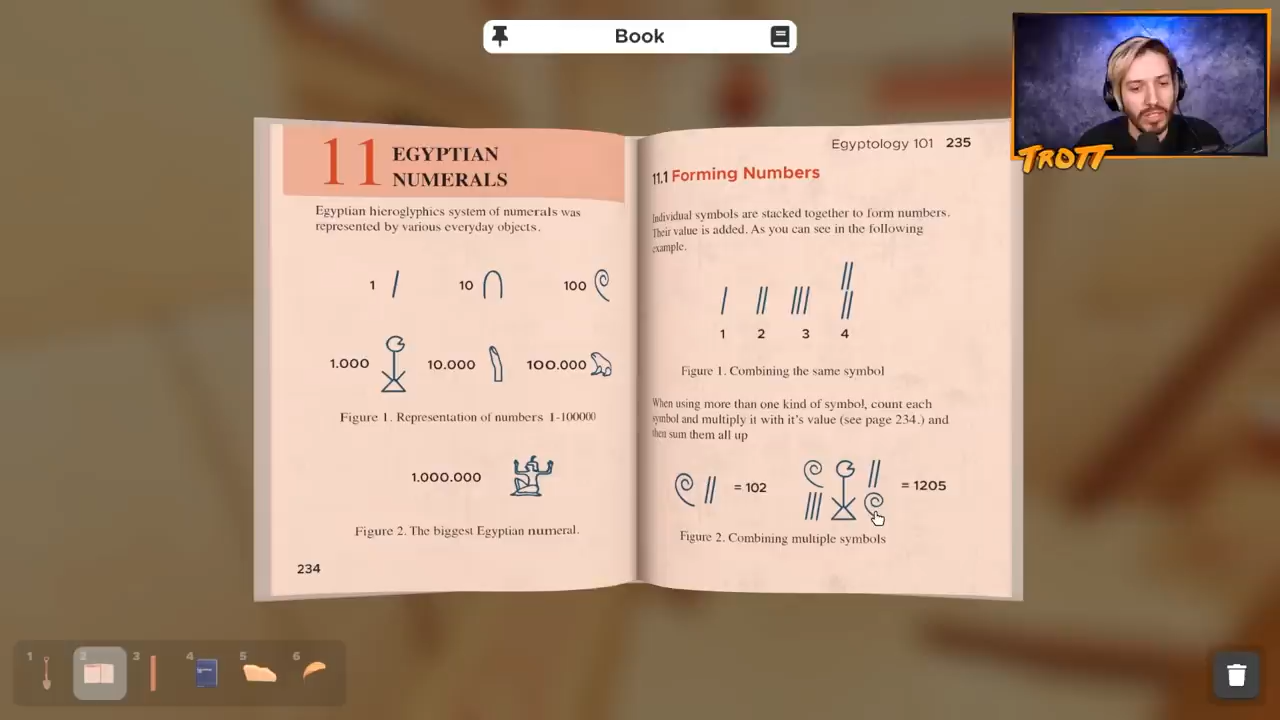 Book
TROTT
11 EGYPTIAN
NUMERALS
Egyptian hieroglyphics system of numerals was
represented by various everyday objects.
1
10
100
1.000
10.000
100.000
Figure 1. Representation of numbers 1-100000
1.000.000
Figure 2. The biggest Egyptian numeral.
234
Egyptology 101 235
11.1 Forming Numbers
Individual symbols are stacked together to form numbers.
Their value is added. As you can see in the following
example.
1 2 3 4
Figure 1. Combining the same symbol
When using more than one kind of symbol, count each
symbol and multiply it with it's value (see page 234.) and
then sum them all up
= 102
= 1205
Figure 2. Combining multiple symbols
1 2 3 4 5 6